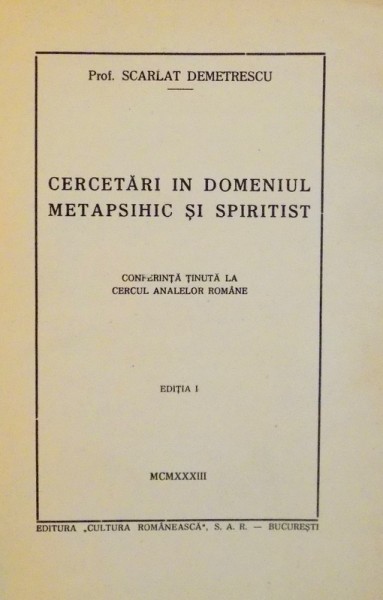 Prof. SCARLAT DEMETRESCU
CERCETĂRI IN DOMENIUL
METAPSIHIC ȘI SPIRITIST
CONFERINȚĂ ȚINUTĂ LA
CERCUL ANALELOR ROMÂNE
EDIȚIA I
MCMXXXIII
EDITURA „CULTURA ROMÂNEASCĂ“, S. A. R. — BUCUREȘTI